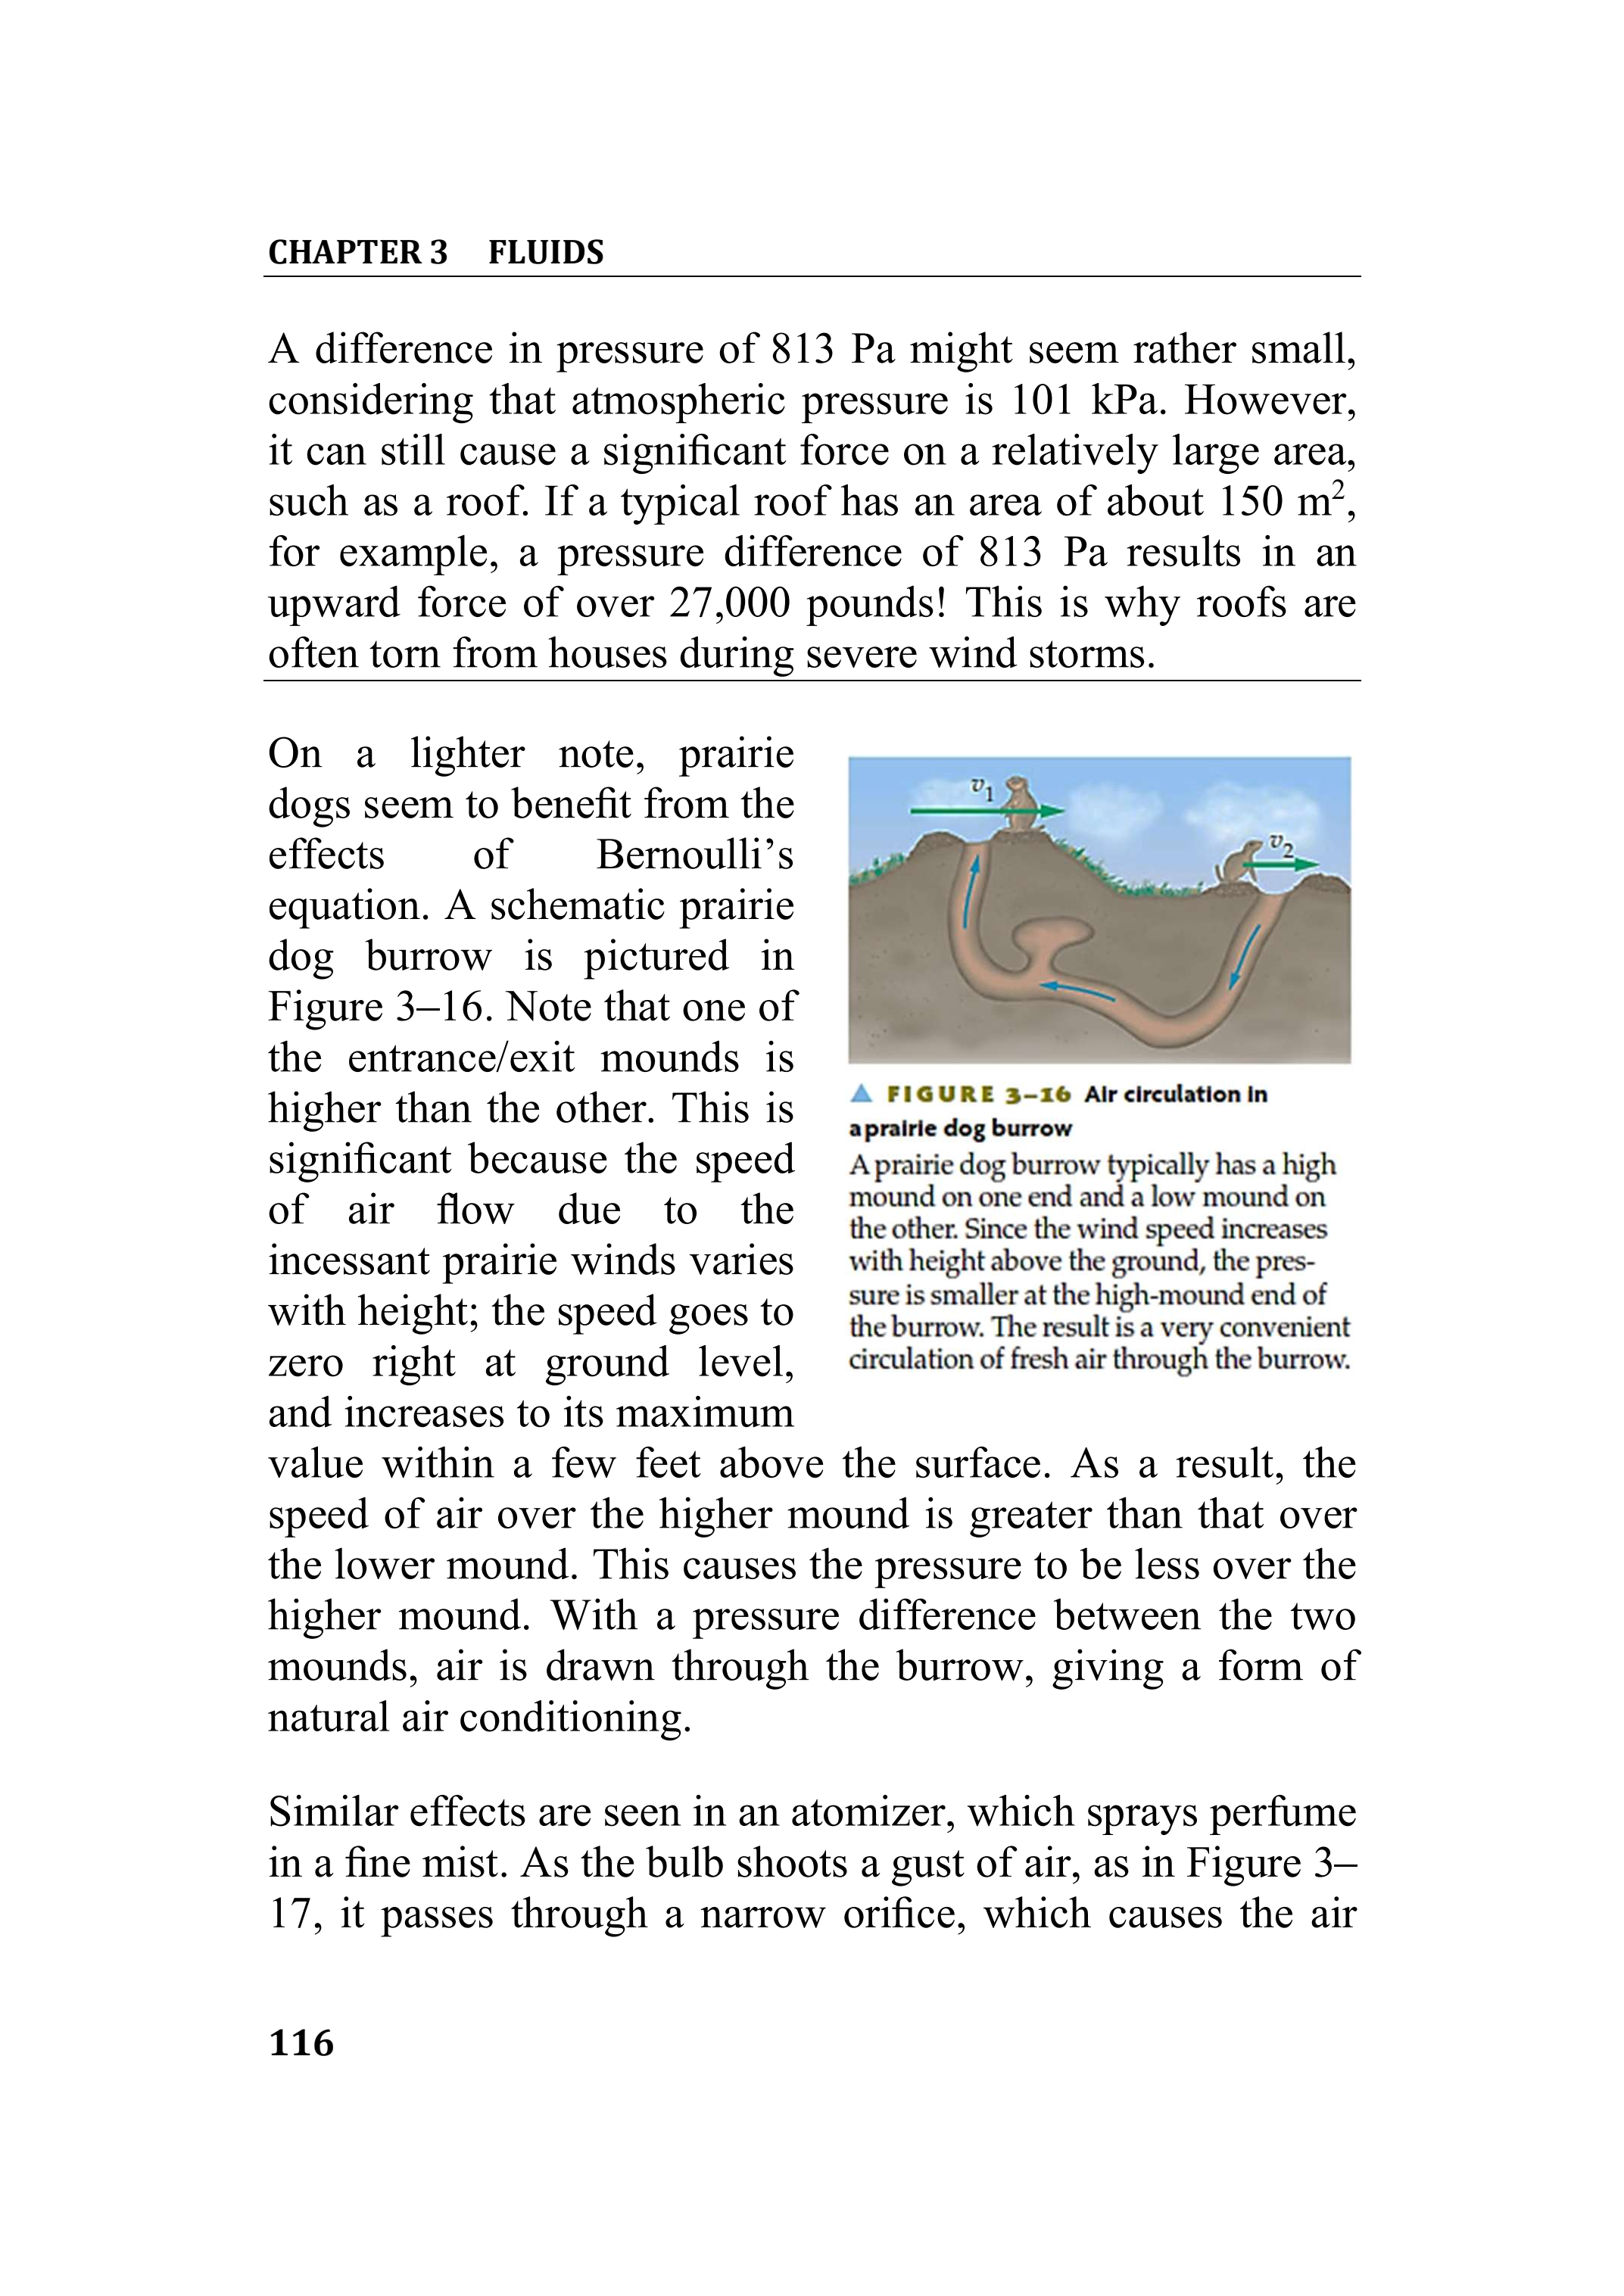 CHAPTER 3 FLUIDS
A difference in pressure of 813 Pa might seem rather small,
considering that atmospheric pressure is 101 kPa. However,
it can still cause a significant force on a relatively large area,
such as a roof. If a typical roof has an area of about 150 m²,
for example, a pressure difference of 813 Pa results in an
upward force of over 27,000 pounds! This is why roofs are
often torn from houses during severe wind storms.
On a lighter note, prairie
dogs seem to benefit from the
effects of Bernoulli’s
equation. A schematic prairie
dog burrow is pictured in
Figure 3–16. Note that one of
the entrance/exit mounds is
higher than the other. This is
significant because the speed
of air flow due to the
incessant prairie winds varies
with height; the speed goes to
zero right at ground level,
and increases to its maximum
value within a few feet above the surface. As a result, the
speed of air over the higher mound is greater than that over
the lower mound. This causes the pressure to be less over the
higher mound. With a pressure difference between the two
mounds, air is drawn through the burrow, giving a form of
natural air conditioning.
v1
v2
▲ FIGURE 3–16 Air circulation in
a prairie dog burrow
A prairie dog burrow typically has a high
mound on one end and a low mound on
the other. Since the wind speed increases
with height above the ground, the pres-
sure is smaller at the high-mound end of
the burrow. The result is a very convenient
circulation of fresh air through the burrow.
Similar effects are seen in an atomizer, which sprays perfume
in a fine mist. As the bulb shoots a gust of air, as in Figure 3–
17, it passes through a narrow orifice, which causes the air
116